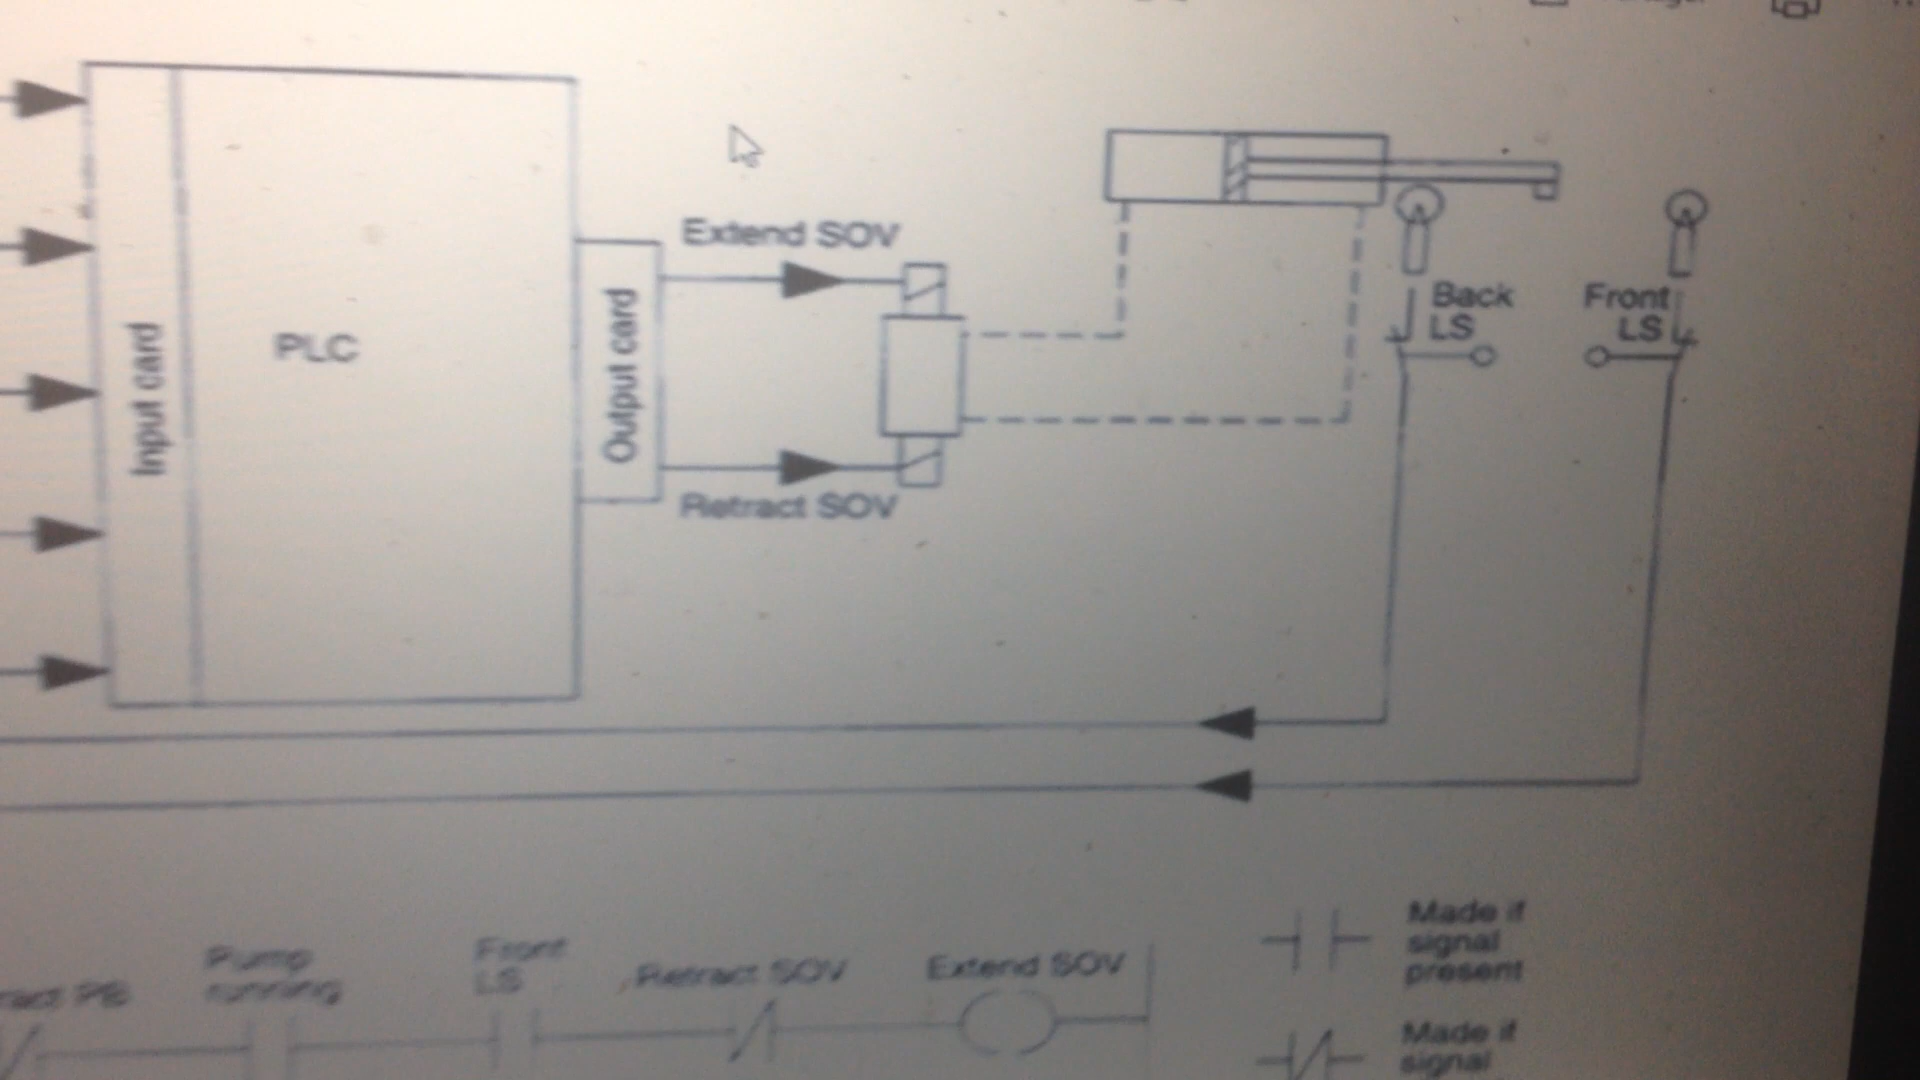 Extend SOV
Input card
PLC
Output card
Back
LS
Front
LS
Retract SOV
Pump
running
Front
LS
Retract SOV
Extend SOV
PB
Made if
signal
present
Made if
signal